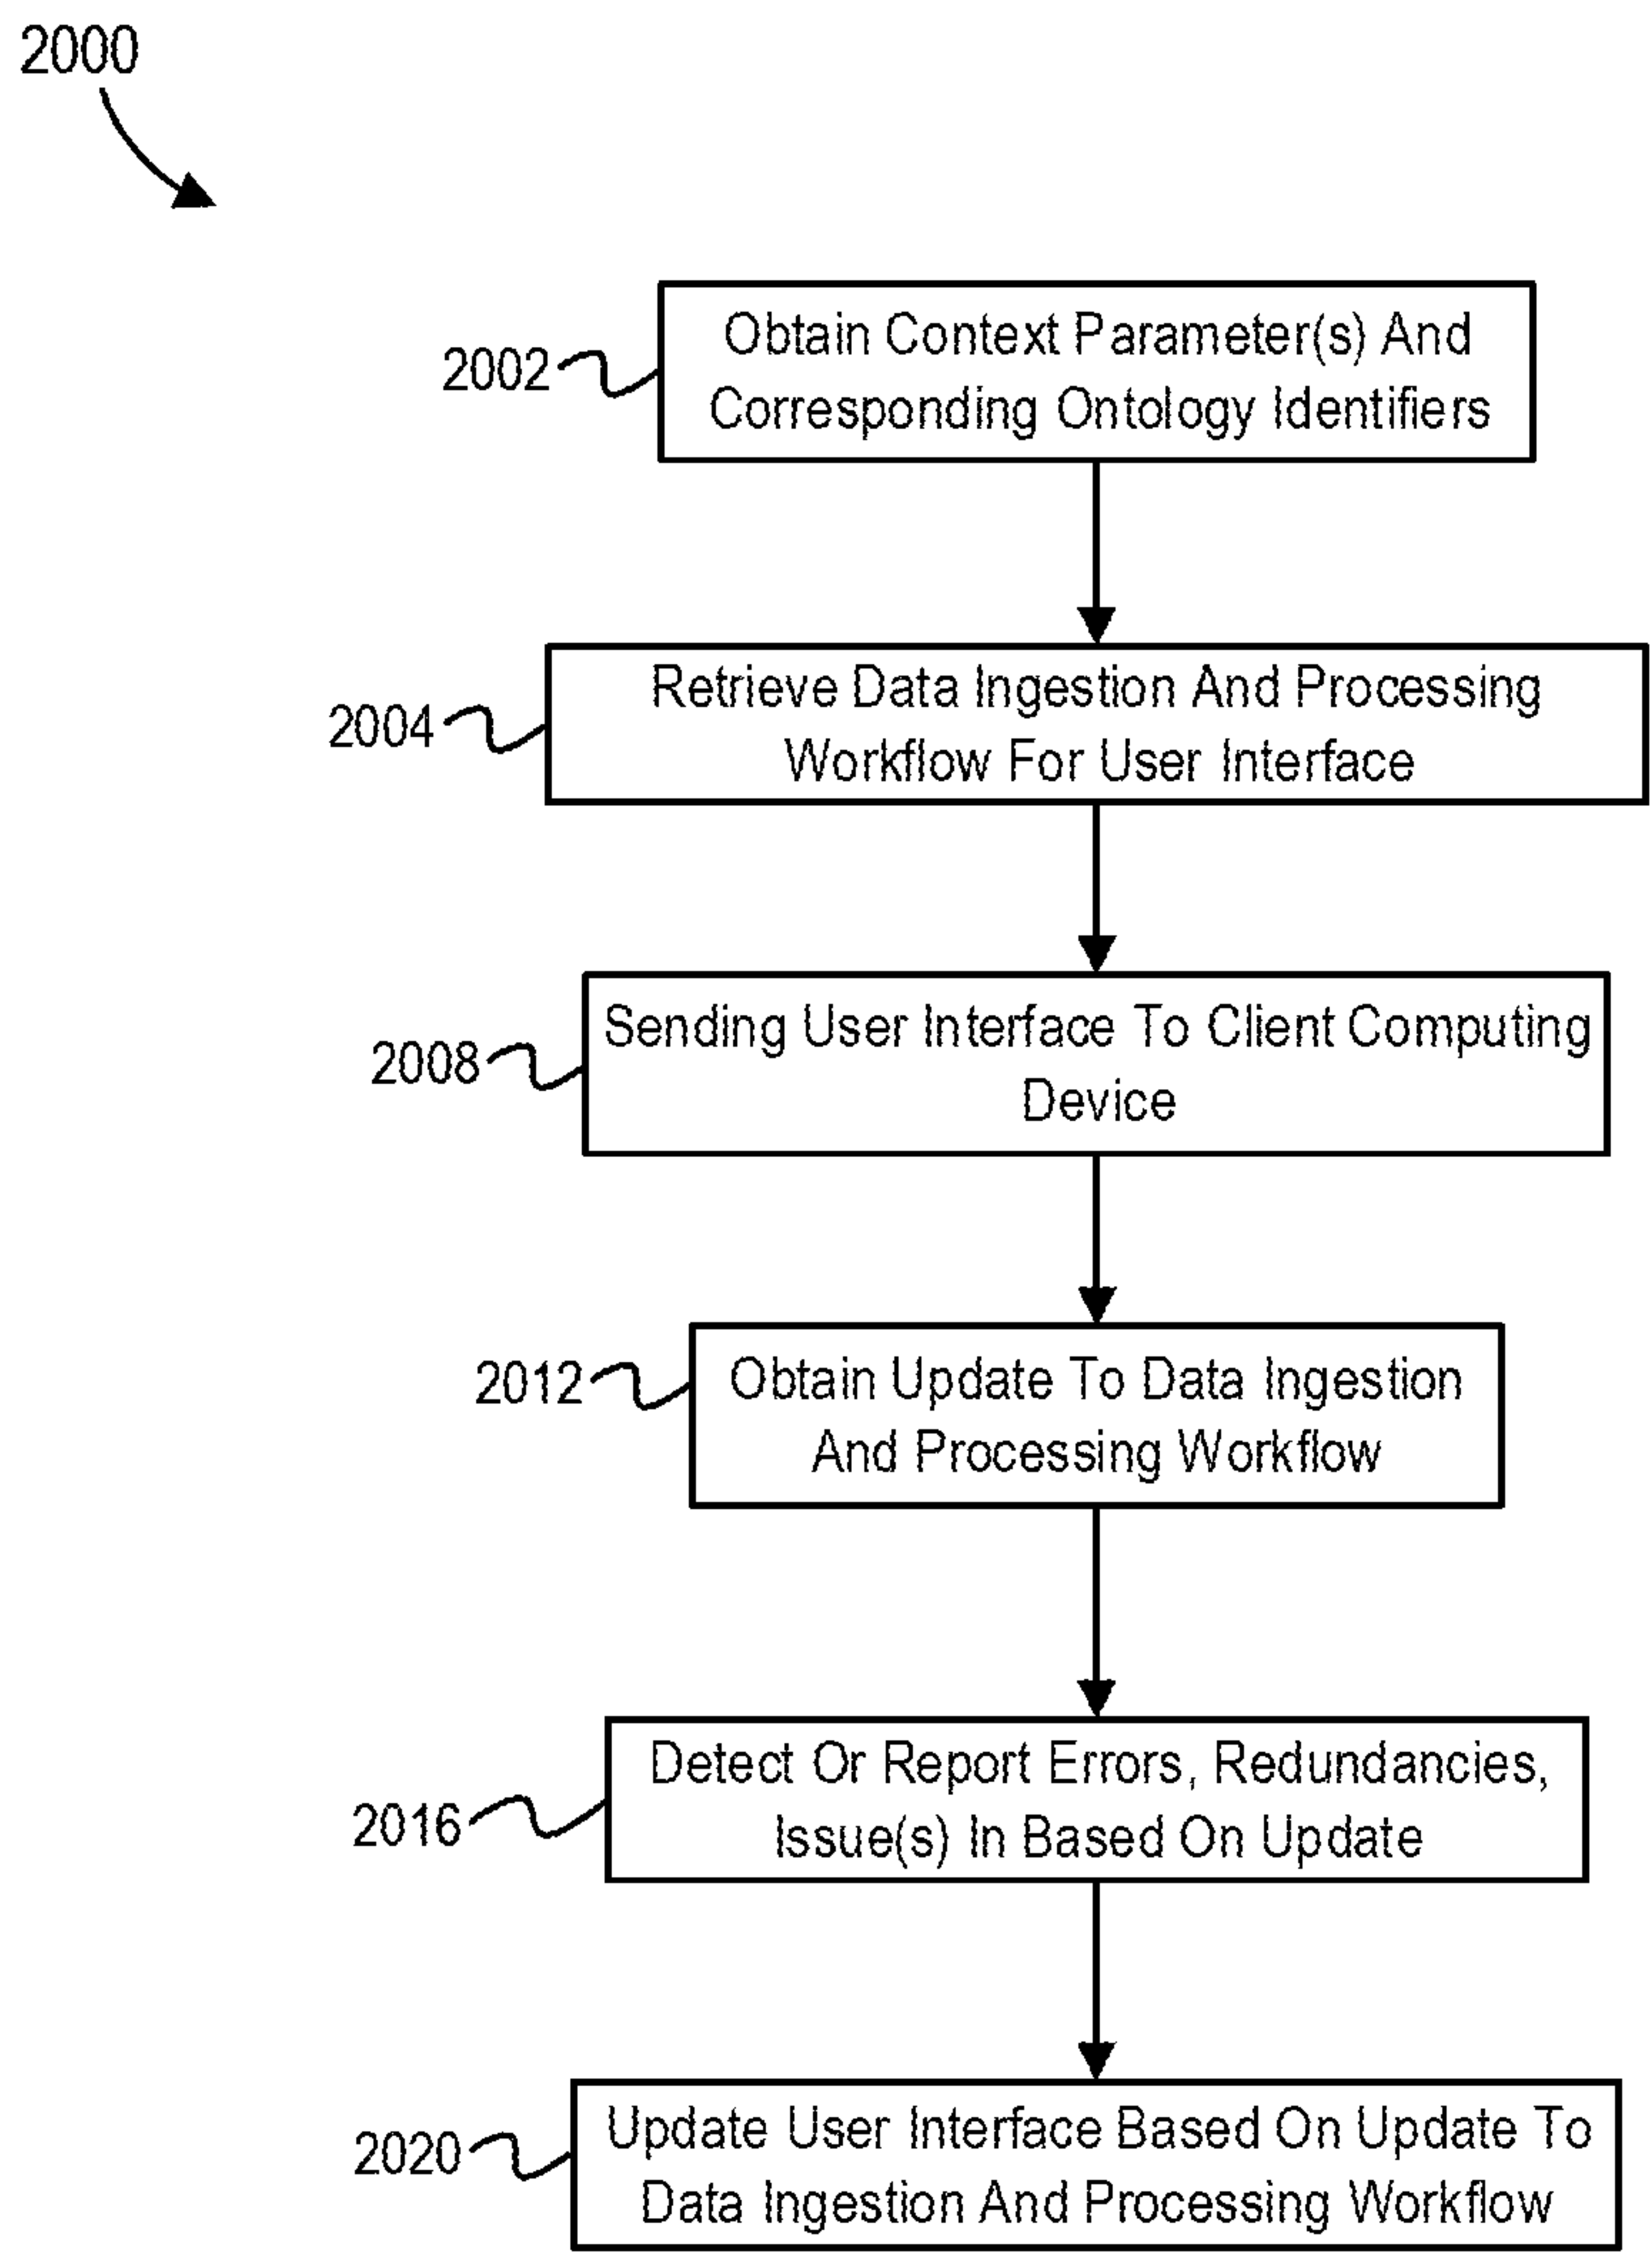 2000
2002
Obtain Context Parameter(s) And
Corresponding Ontology Identifiers
2004
Retrieve Data Ingestion And Processing
Workflow For User Interface
2008
Sending User Interface To Client Computing
Device
2012
Obtain Update To Data Ingestion
And Processing Workflow
2016
Detect Or Report Errors, Redundancies,
Issue(s) In Based On Update
2020
Update User Interface Based On Update To
Data Ingestion And Processing Workflow